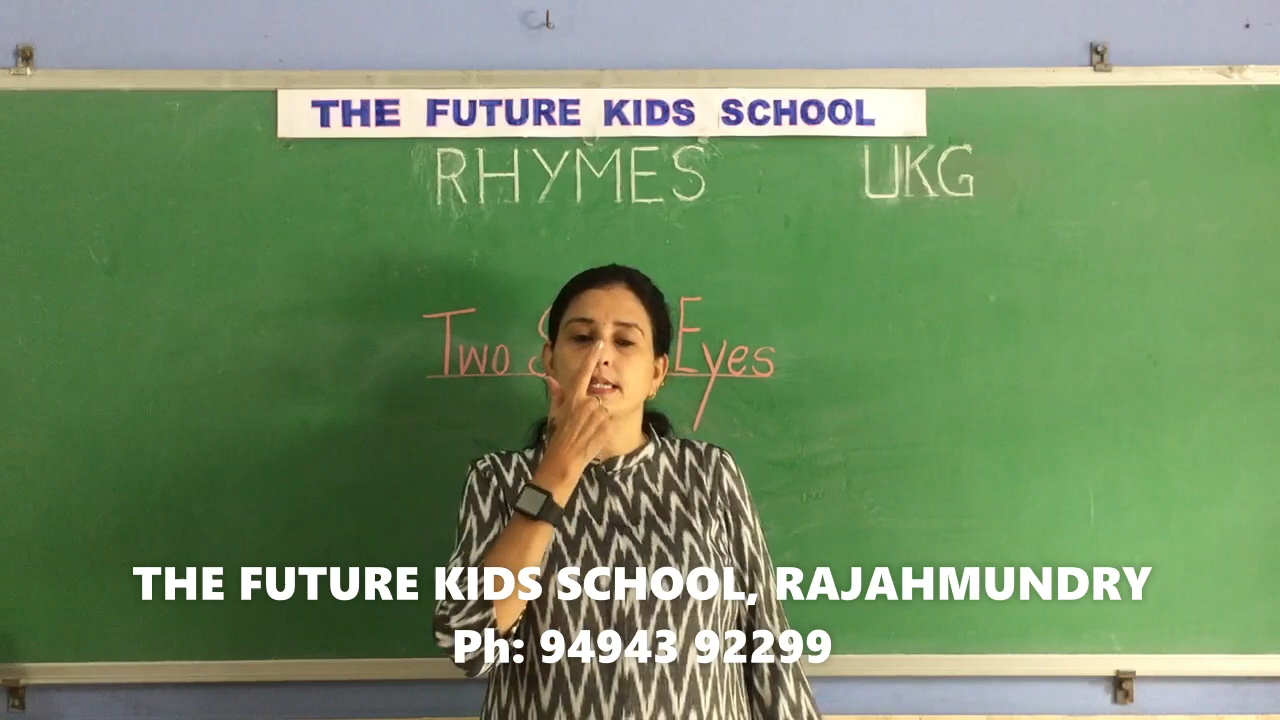 THE FUTURE KIDS SCHOOL
RHYMES UKG
Two Eyes
THE FUTURE KIDS SCHOOL, RAJAHMUNDRY
Ph: 94943 92299